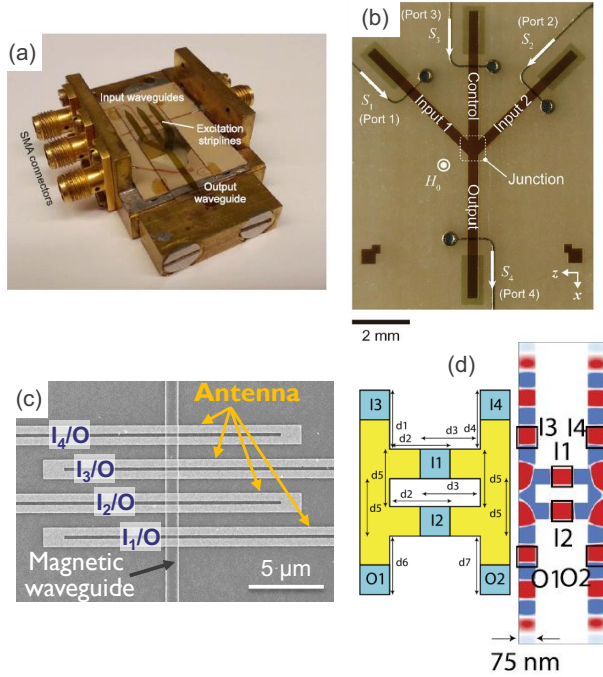 (a)
Input waveguides
Excitation
striplines
SMA connectors
Output
waveguide
(b)
(Port 3)
S₃
(Port 2)
S₂
S₁
(Port 1)
Input 1
Control
Input 2
H₀
Junction
Output
S₄
(Port 4)
z
x
2 mm
(c)
Antenna
I₄/O
I₃/O
I₂/O
I₁/O
Magnetic
waveguide
5 µm
(d)
I3
I4
d1
d2
d3
d4
I1
d5
d5
d2
d3
I2
d5
d5
O1
d6
d7
O2
I3 I4
I1
I2
O1 O2
75 nm